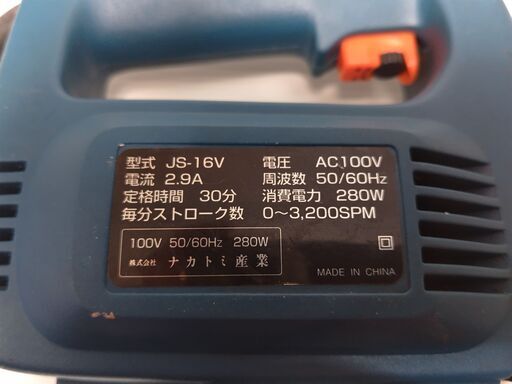 型式 JS-16V 電圧 AC100V
電流 2.9A 周波数 50/60Hz
定格時間 30分 消費電力 280W
毎分ストローク数 0～3,200SPM
100V 50/60Hz 280W
株式会社 ナカトミ産業
MADE IN CHINA